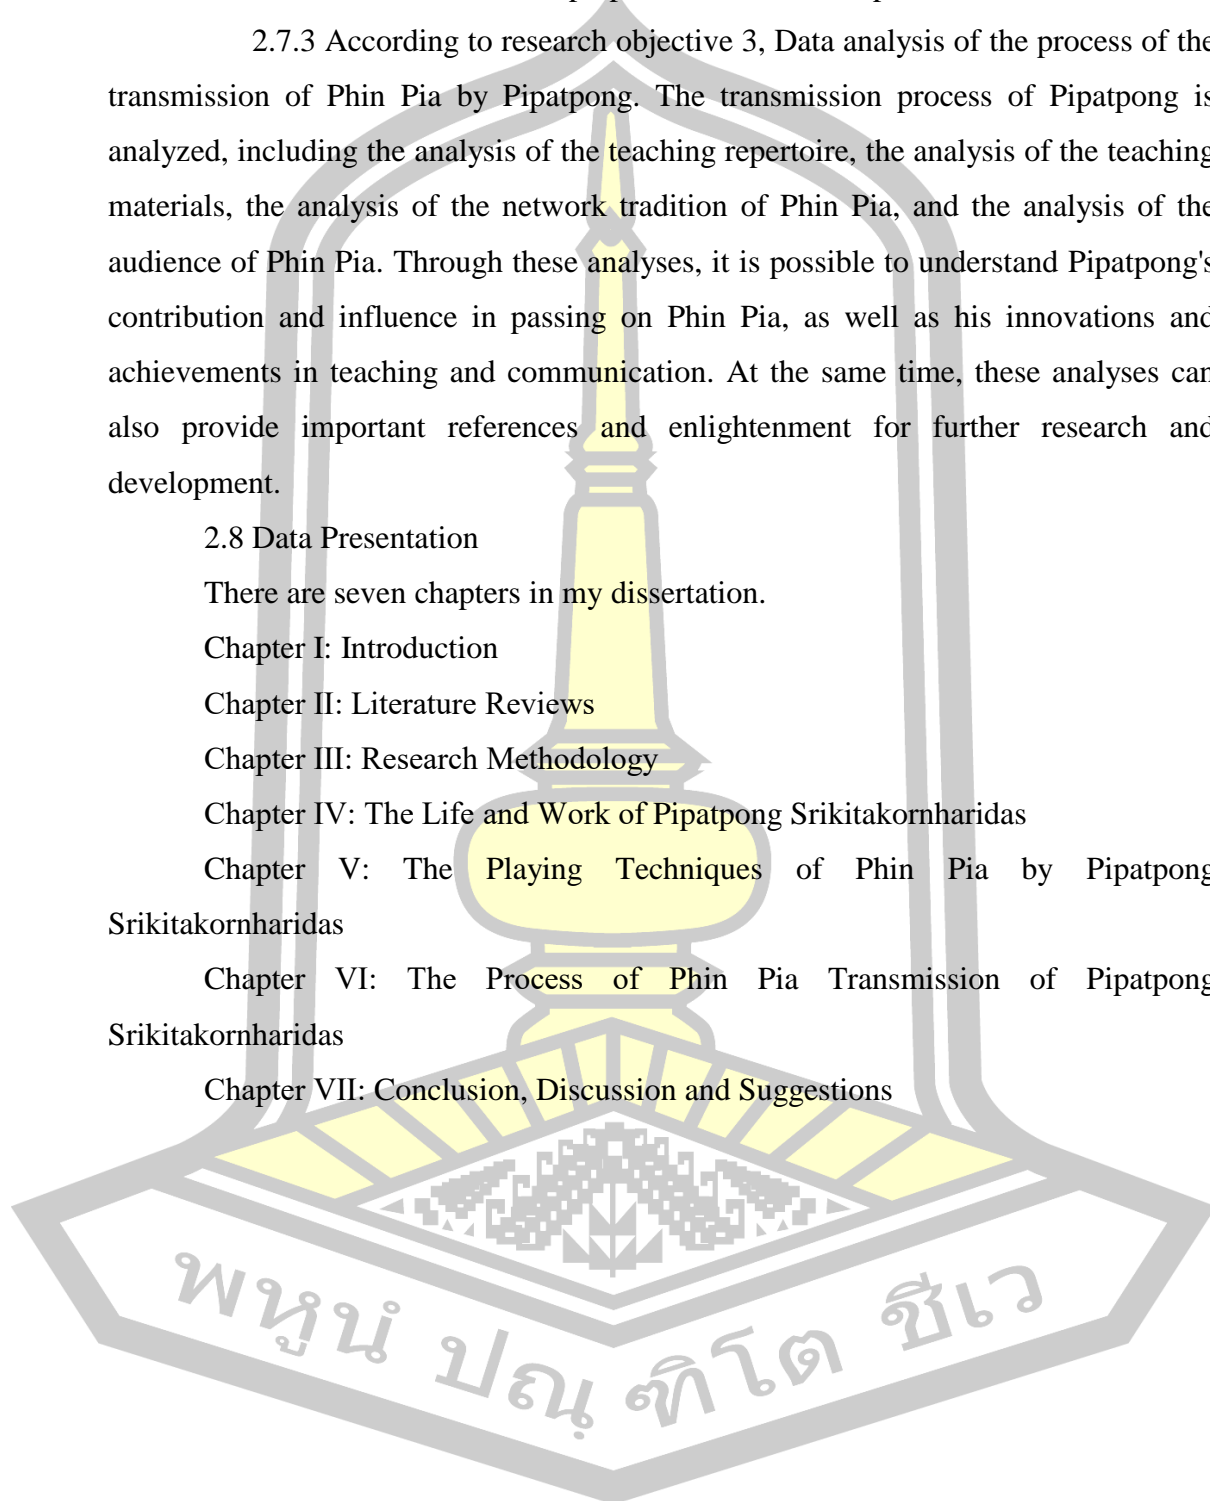 2.7.3 According to research objective 3, Data analysis of the process of the
transmission of Phin Pia by Pipatpong. The transmission process of Pipatpong is
analyzed, including the analysis of the teaching repertoire, the analysis of the teaching
materials, the analysis of the network tradition of Phin Pia, and the analysis of the
audience of Phin Pia. Through these analyses, it is possible to understand Pipatpong's
contribution and influence in passing on Phin Pia, as well as his innovations and
achievements in teaching and communication. At the same time, these analyses can
also provide important references and enlightenment for further research and
development.
2.8 Data Presentation
There are seven chapters in my dissertation.
Chapter I: Introduction
Chapter II: Literature Reviews
Chapter III: Research Methodology
Chapter IV: The Life and Work of Pipatpong Srikitakornharidas
Chapter V: The Playing Techniques of Phin Pia by Pipatpong
Srikitakornharidas
Chapter VI: The Process of Phin Pia Transmission of Pipatpong
Srikitakornharidas
Chapter VII: Conclusion, Discussion and Suggestions
พหูนํ ปณฺ ฑิโต ชีเว